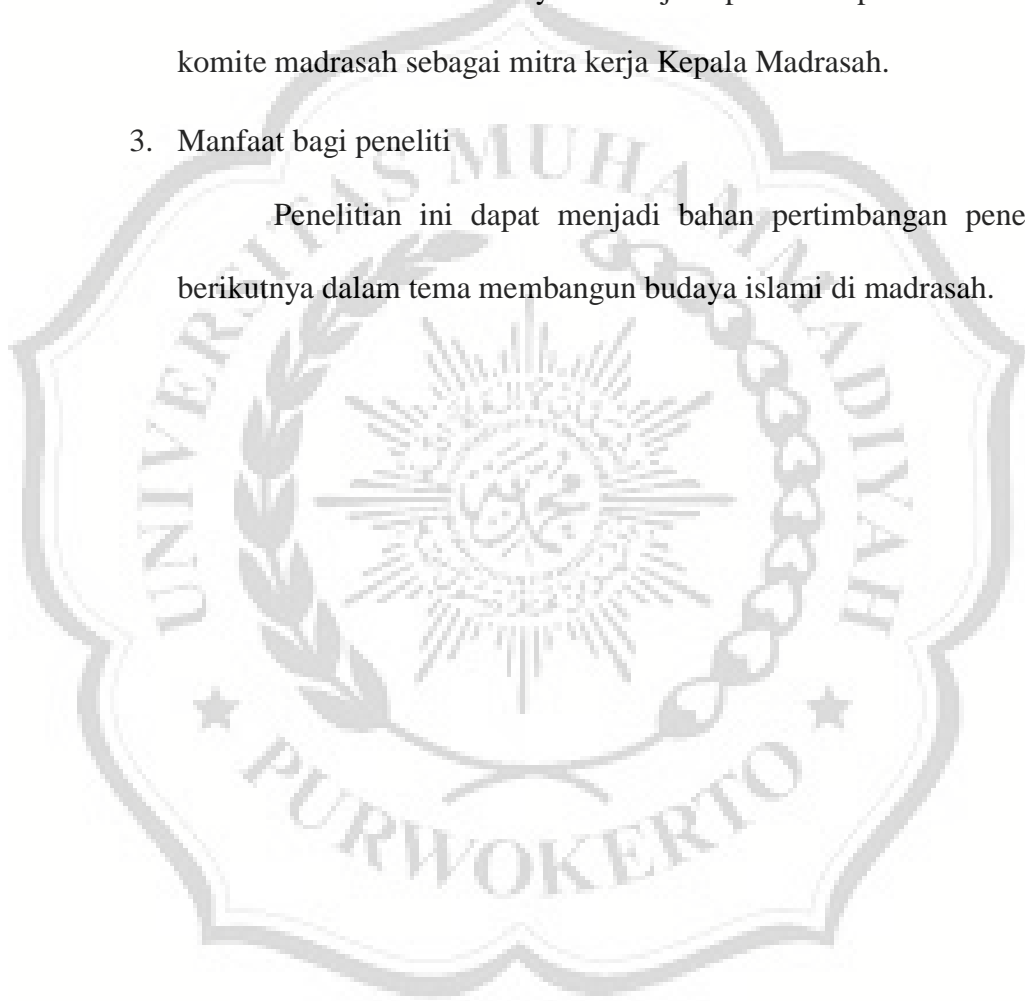 komite madrasah sebagai mitra kerja Kepala Madrasah.
3. Manfaat bagi peneliti
Penelitian ini dapat menjadi bahan pertimbangan pene
berikutnya dalam tema membangun budaya islami di madrasah.
UNIVERSITAS MUHAMMADIYAH
PURWOKERTO